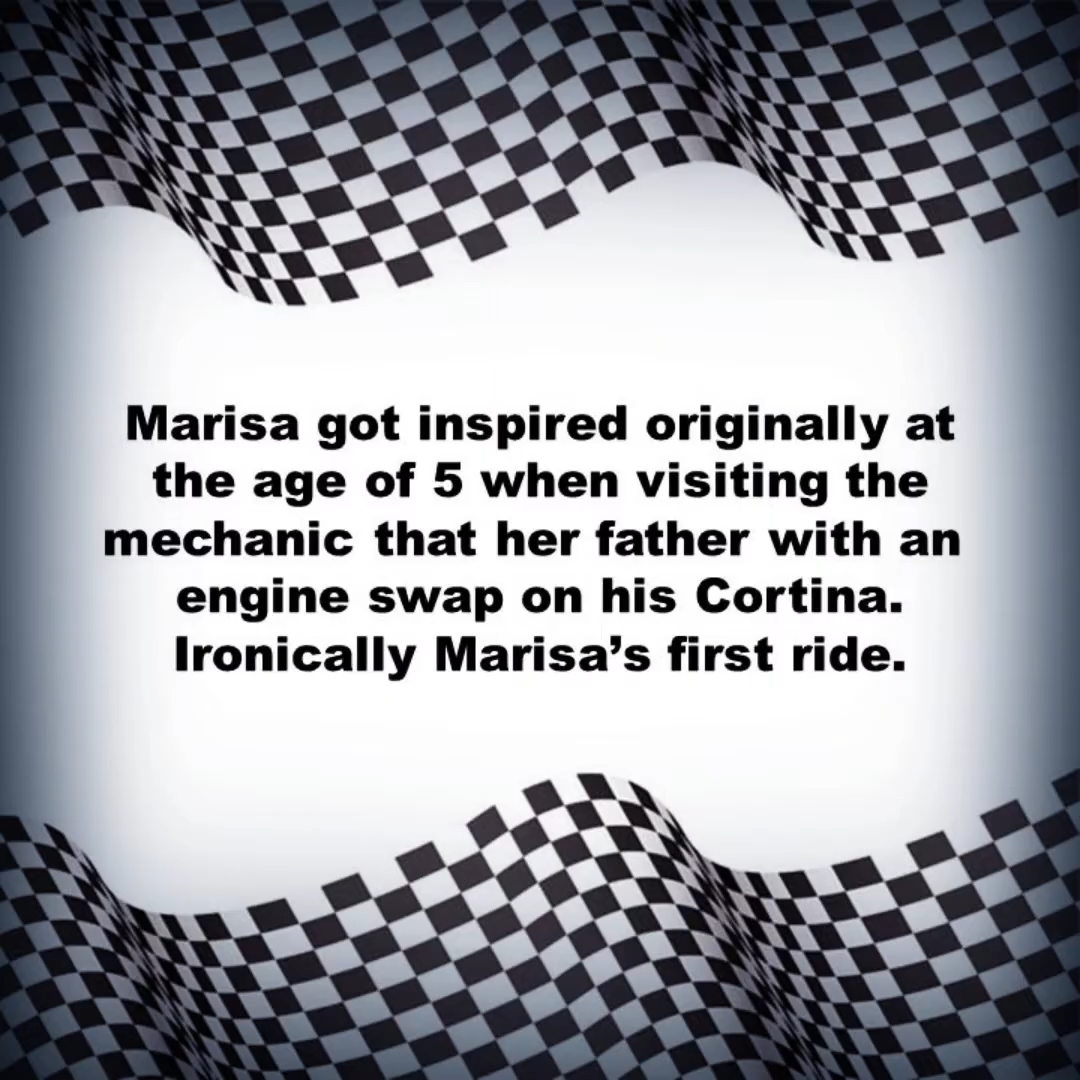 Marisa got inspired originally at
the age of 5 when visiting the
mechanic that her father with an
engine swap on his Cortina.
Ironically Marisa’s first ride.